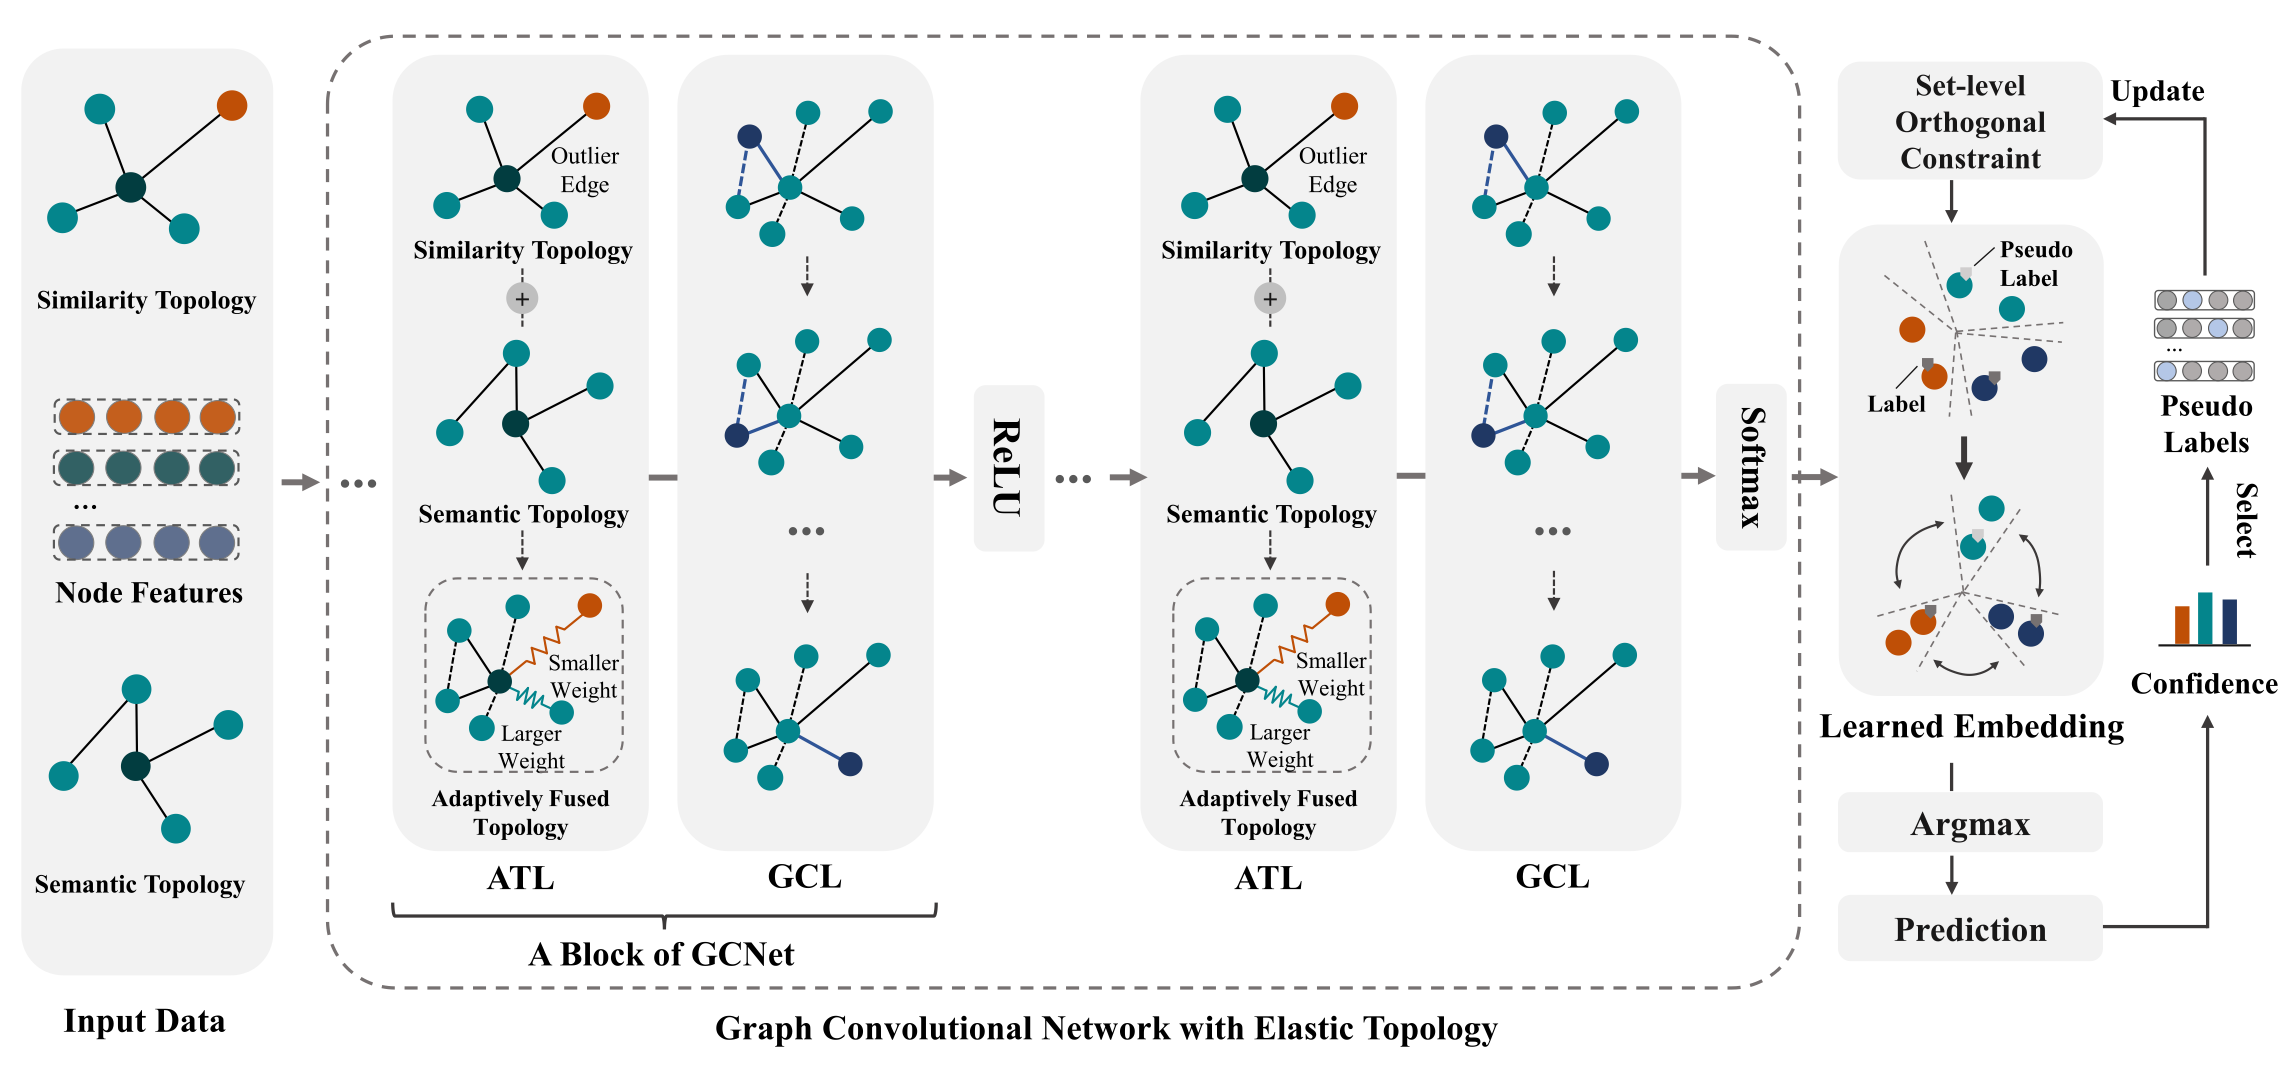 Similarity Topology
Node Features
Semantic Topology
Input Data
Outlier
Edge
Similarity Topology
+
Semantic Topology
Smaller
Weight
Larger
Weight
Adaptively Fused
Topology
ATL
GCL
A Block of GCNet
ReLU
Outlier
Edge
Similarity Topology
+
Semantic Topology
Smaller
Weight
Larger
Weight
Adaptively Fused
Topology
ATL
GCL
Softmax
Graph Convolutional Network with Elastic Topology
Set-level
Orthogonal
Constraint
Update
Pseudo
Label
Label
Learned Embedding
Argmax
Prediction
Pseudo
Labels
Select
Confidence